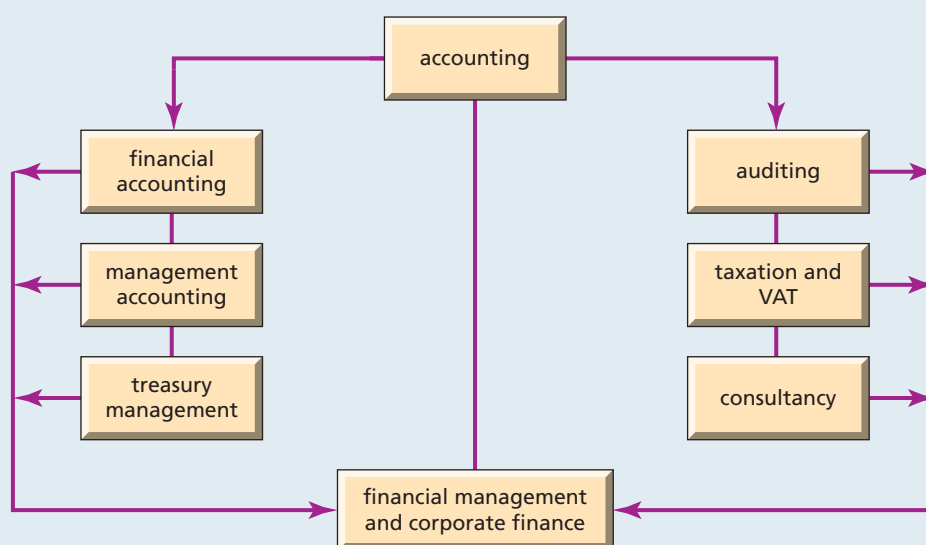 accounting
financial
accounting
auditing
management
accounting
taxation and
VAT
treasury
management
consultancy
financial management
and corporate finance